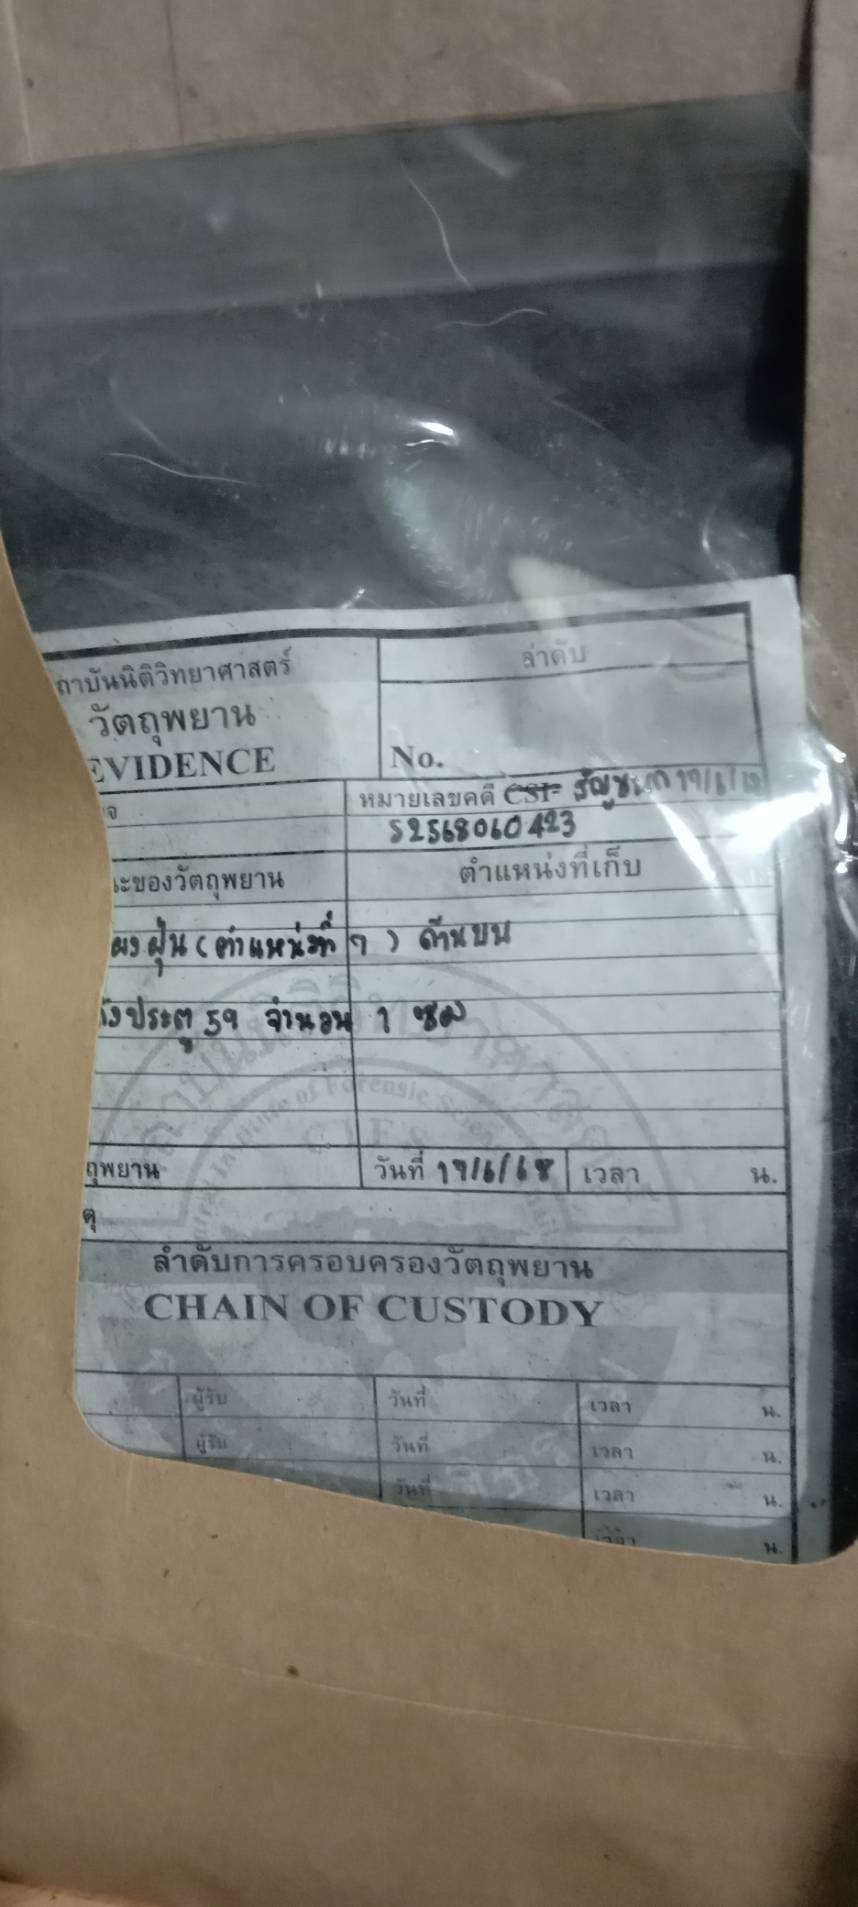 ถาบันนิติวิทยาศาสตร์
ลำดับ
วัตถุพยาน
EVIDENCE
No.
หมายเลขคดี CSI-
S2568060423
ะของวัตถุพยาน
ตำแหน่งที่เก็บ
ผงฝุ่น (ตำแหน่งที่ ) ด้านบน
ประตู 59 จำนวน 1 ซอง
ถุพยาน
วันที่ 19/6/68
เวลา น.
ตุ
ลำดับการครอบครองวัตถุพยาน
CHAIN OF CUSTODY
ผู้รับ วันที่ เวลา น.
ผู้รับ วันที่ เวลา น.
วันที่ เวลา น.
เวลา น.